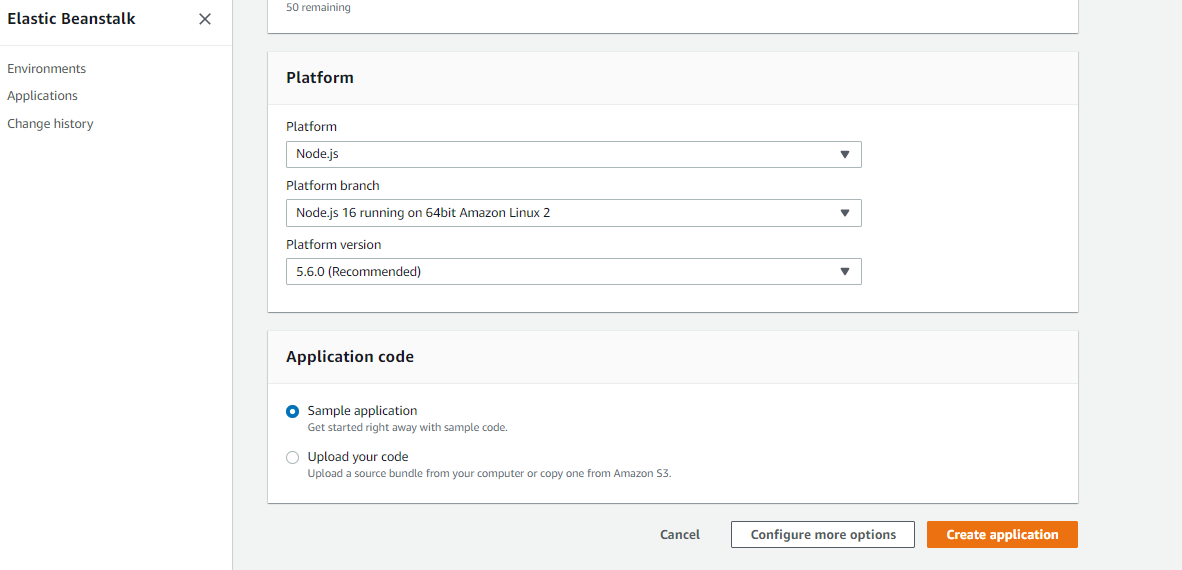 Elastic Beanstalk
Environments
Applications
Change history
50 remaining
Platform
Platform
Node.js
Platform branch
Node.js 16 running on 64bit Amazon Linux 2
Platform version
5.6.0 (Recommended)
Application code
Sample application
Get started right away with sample code.
Upload your code
Upload a source bundle from your computer or copy one from Amazon S3.
Cancel
Configure more options
Create application